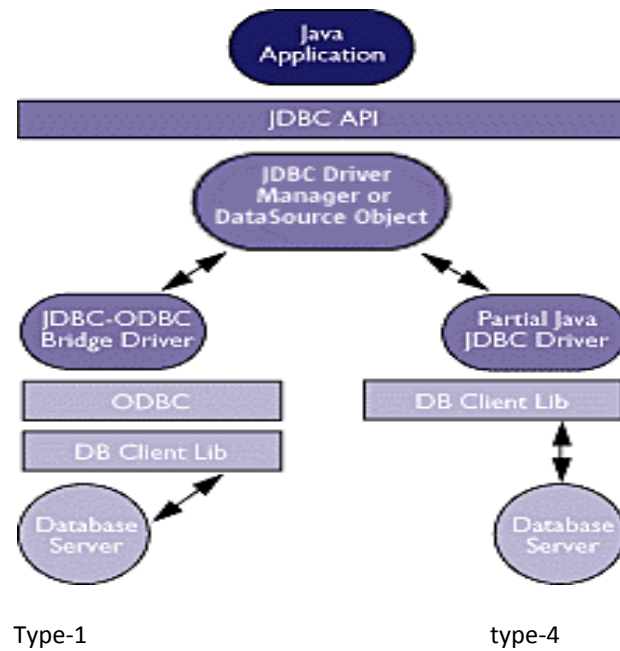 Java
Application
JDBC API
JDBC Driver
Manager or
DataSource Object
JDBC-ODBC
Bridge Driver
Partial Java
JDBC Driver
ODBC
DB Client Lib
DB Client Lib
Database
Server
Database
Server
Type-1
type-4